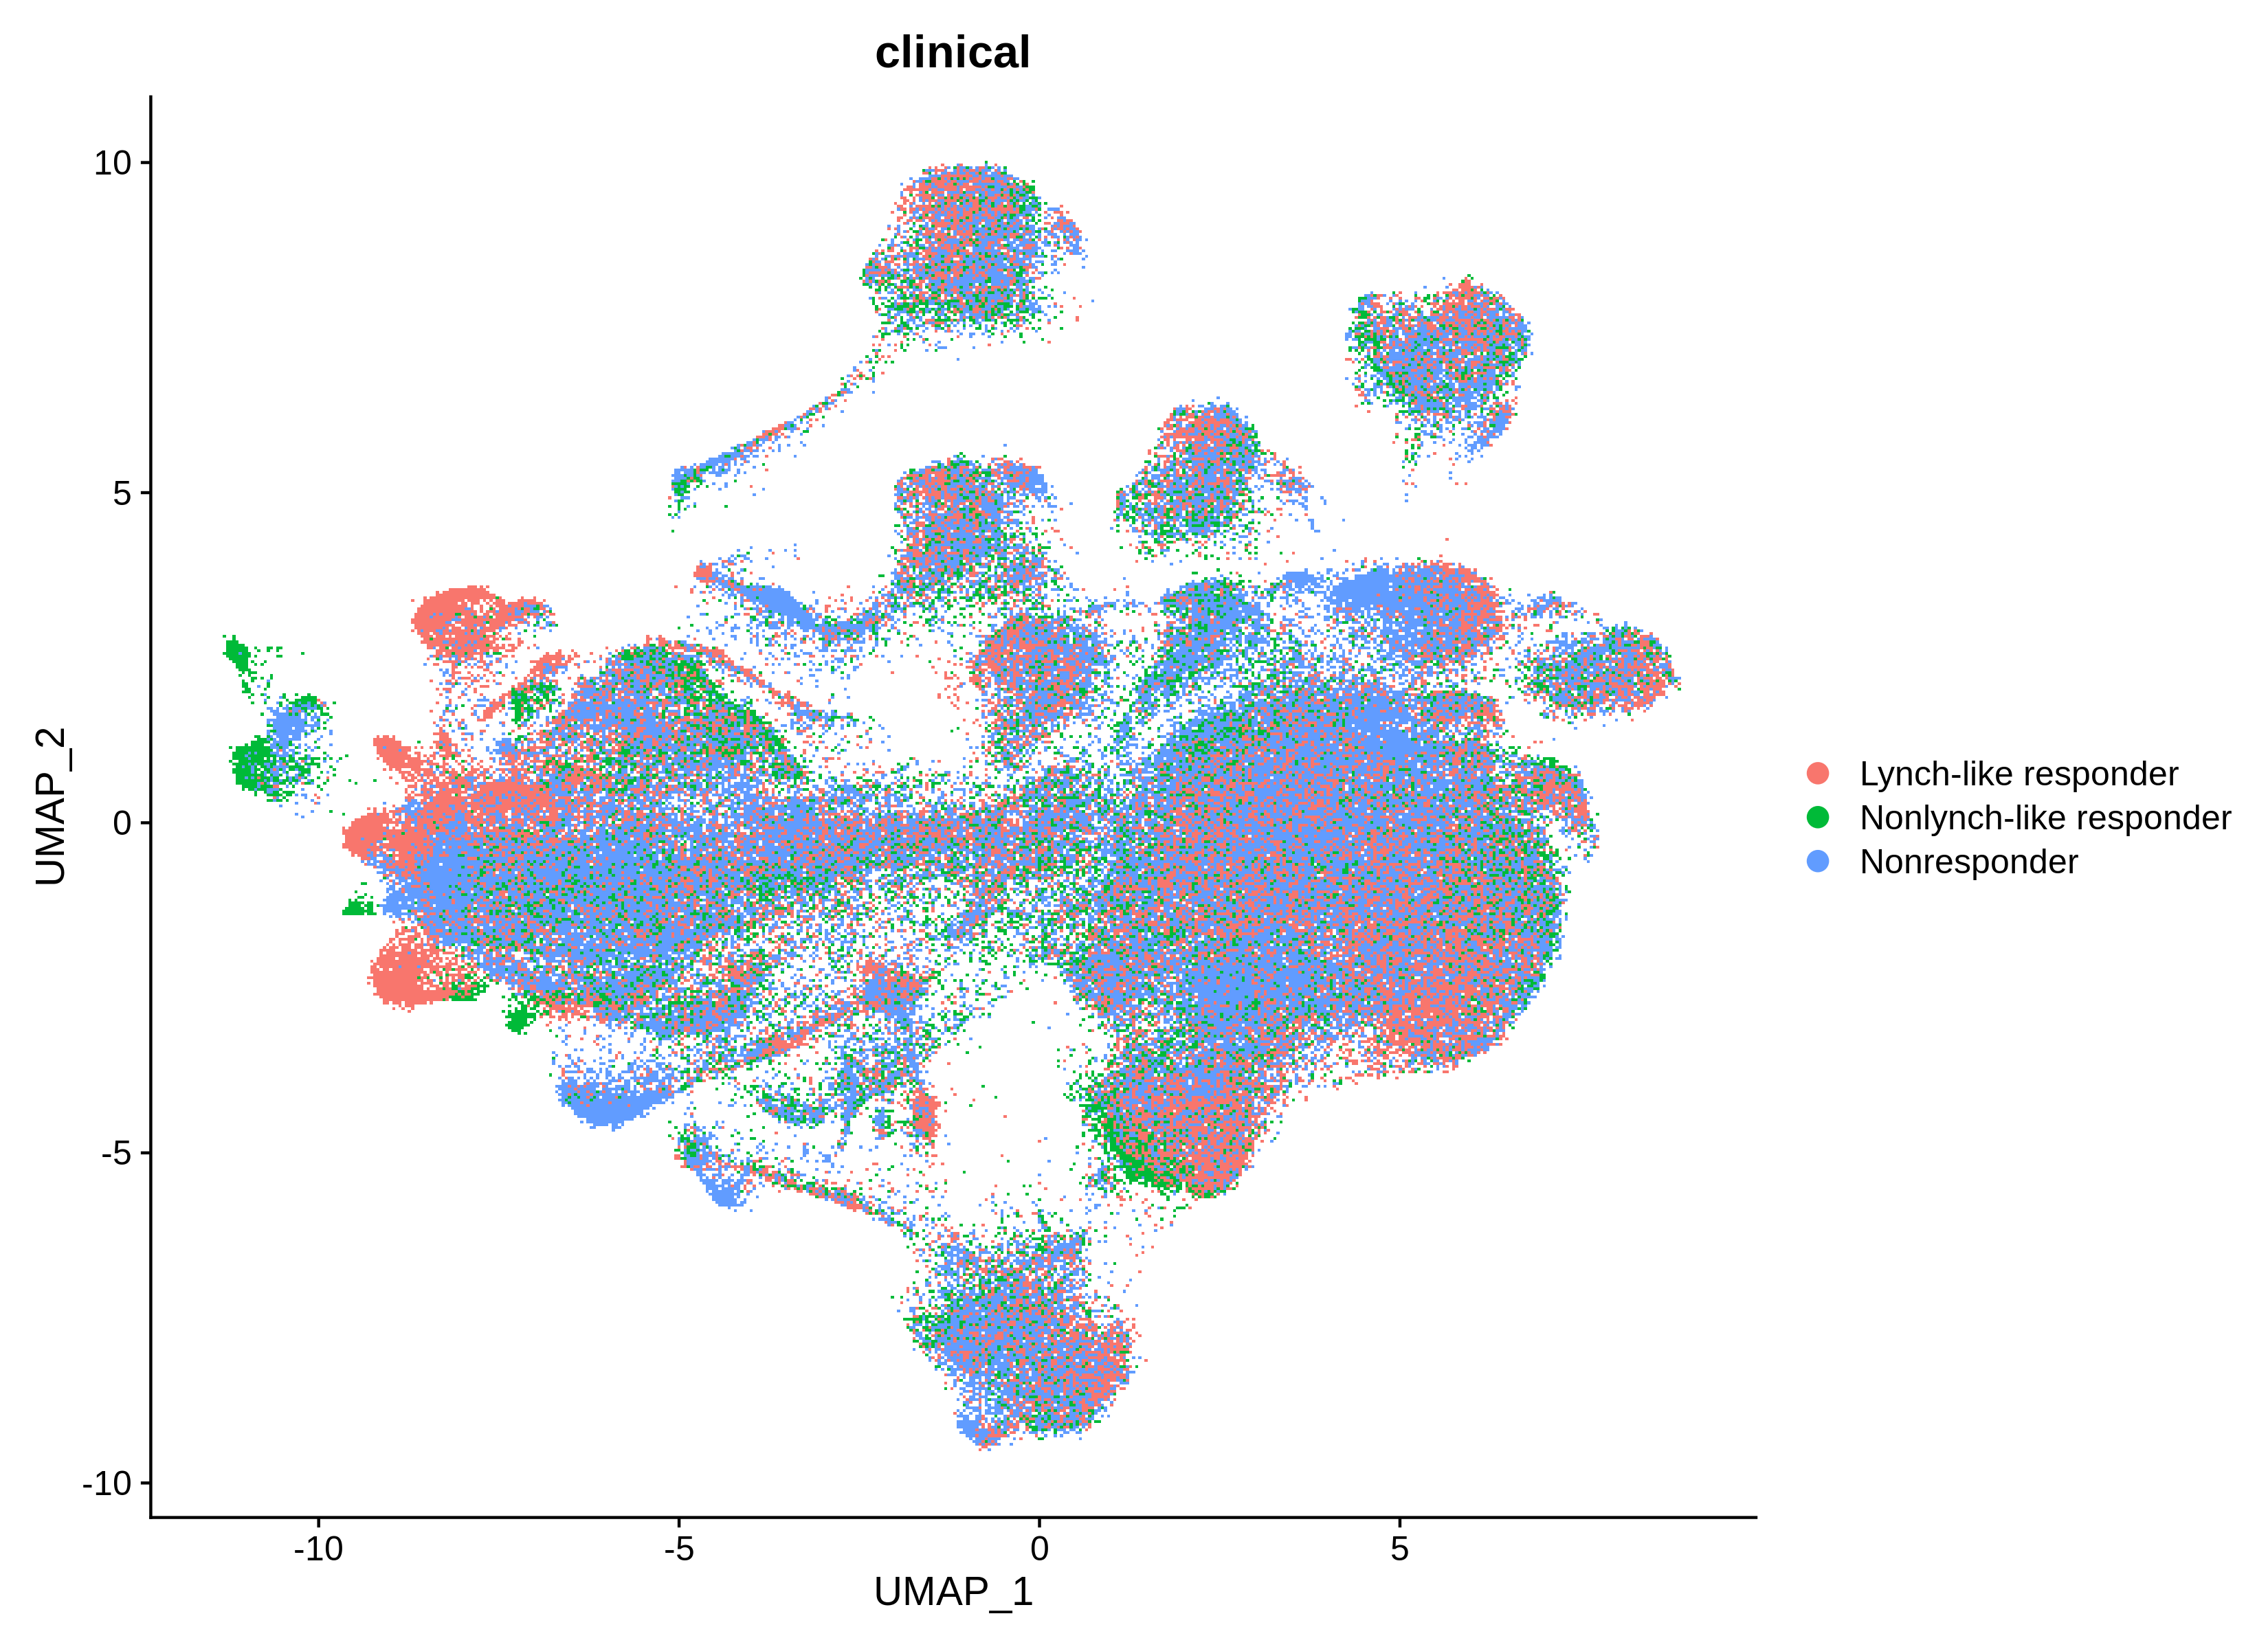 clinical
10
5
0
-5
-10
UMAP_2
-10
-5
0
5
UMAP_1
Lynch-like responder
Nonlynch-like responder
Nonresponder